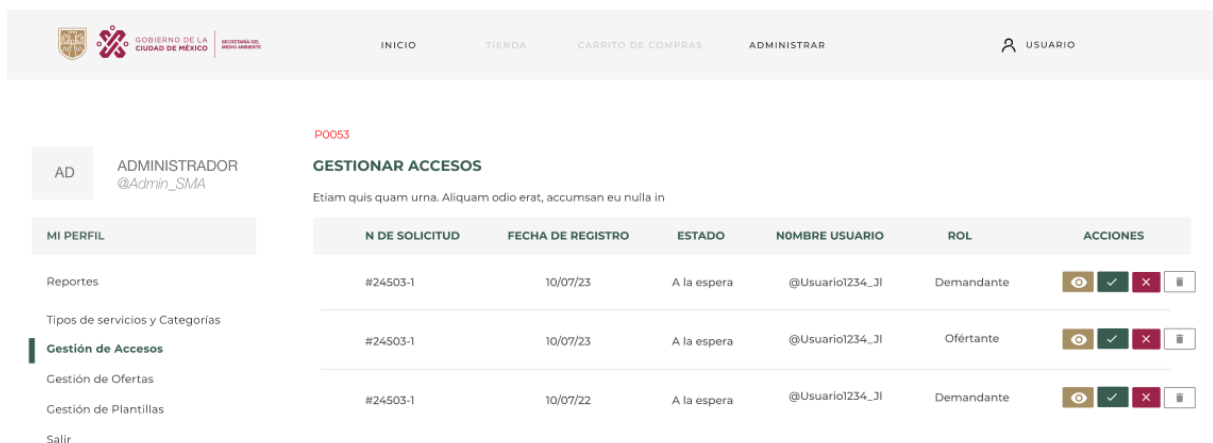 GOBIERNO DE LA
CIUDAD DE MÉXICO
SECRETARÍA DEL
MEDIO AMBIENTE
INICIO TIENDA CARRITO DE COMPRAS ADMINISTRAR USUARIO
AD
ADMINISTRADOR
@Admin_SMA
MI PERFIL
Reportes
Tipos de servicios y Categorías
Gestión de Accesos
Gestión de Ofertas
Gestión de Plantillas
Salir
P0053
GESTIONAR ACCESOS
Etiam quis quam urna. Aliquam odio erat, accumsan eu nulla in
N DE SOLICITUD FECHA DE REGISTRO ESTADO N0MBRE USUARIO ROL ACCIONES
#24503-1 10/07/23 A la espera @Usuario1234_Jl Demandante
#24503-1 10/07/23 A la espera @Usuario1234_Jl Ofértante
#24503-1 10/07/22 A la espera @Usuario1234_Jl Demandante